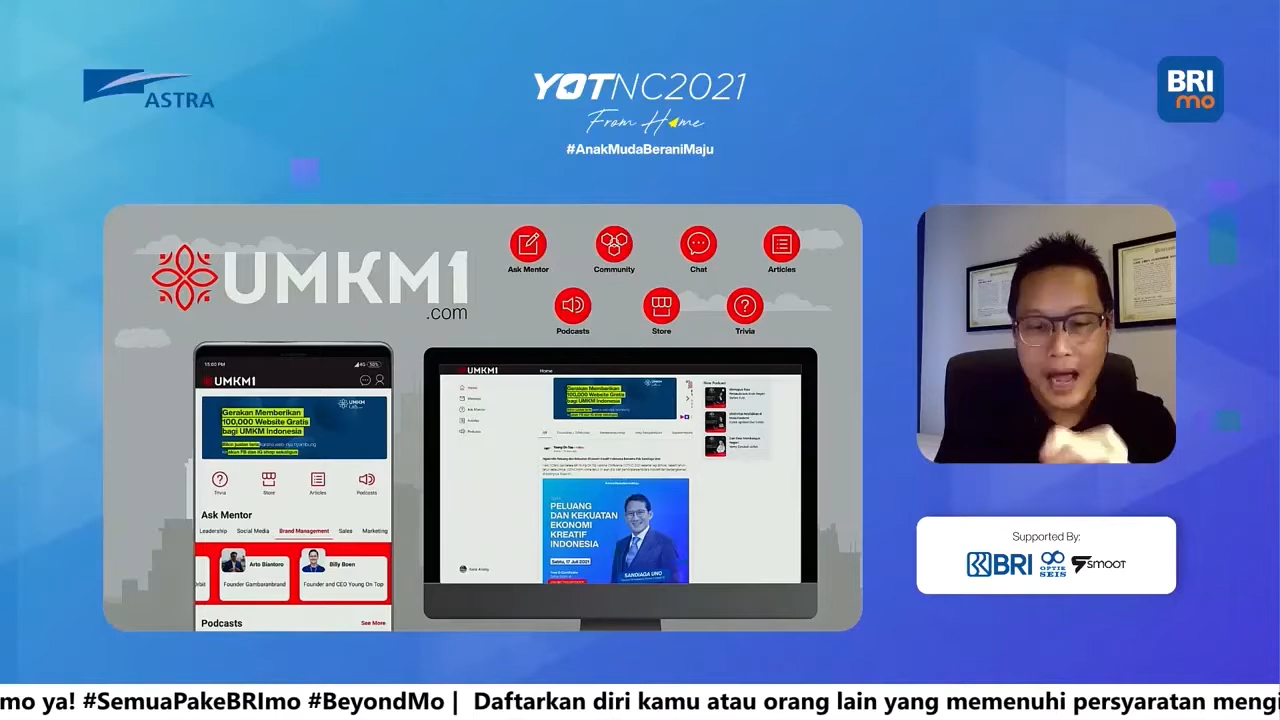 ASTRA
YOTNC2021
From Home
#AnakMudaBeraniMaju
BRI
mo
UMKM1
.com
Ask Mentor
Community
Chat
Articles
Podcasts
Store
Trivia
UMKM1
Gerakan Memberikan
100,000 Website Gratis
bagi UMKM Indonesia
Trivia
Store
Articles
Podcasts
Ask Mentor
Leadership Social Media Brand Management Sales Marketing
Arto Biantoro
Founder Gambaranbrand
Billy Boen
Founder and CEO Young On Top
Podcasts
See More
UMKM1
Home
Gerakan Memberikan
100,000 Website Gratis
bagi UMKM Indonesia
PELUANG
DAN KEKUATAN
EKONOMI
KREATIF
INDONESIA
Sabtu, 17 Juli 2021
SANDIAGA UNO
Supported By:
BRI
OPTIK
SEIS
SMOOT
mo ya! #SemuaPakeBRImo #BeyondMo | Daftarkan diri kamu atau orang lain yang memenuhi persyaratan mengi